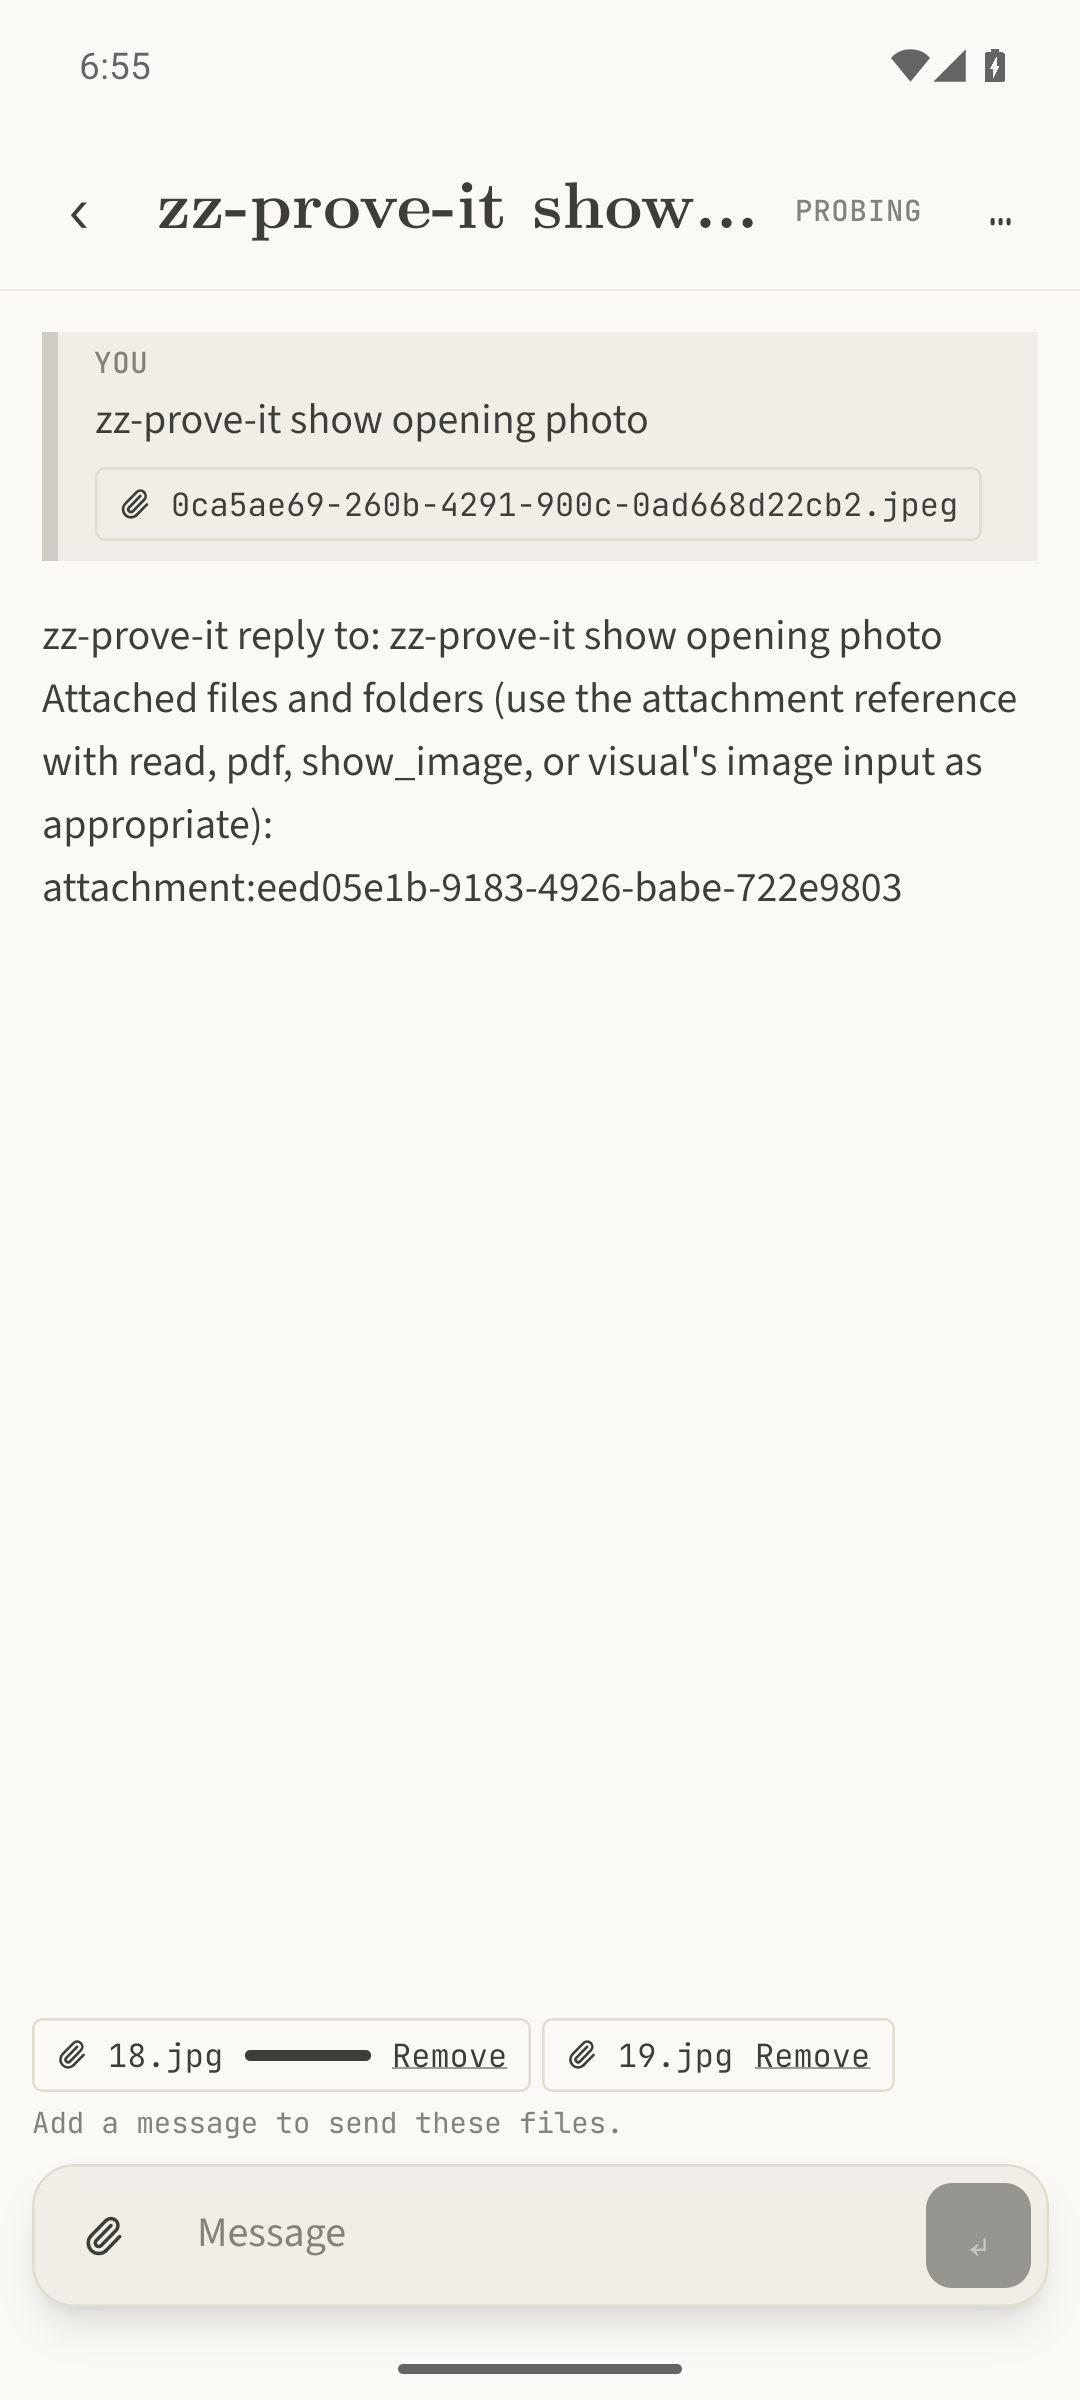 6:55
zz-prove-it show...
PROBING
…
YOU
zz-prove-it show opening photo
0ca5ae69-260b-4291-900c-0ad668d22cb2.jpeg
zz-prove-it reply to: zz-prove-it show opening photo
Attached files and folders (use the attachment reference
with read, pdf, show_image, or visual's image input as
appropriate):
attachment:eed05e1b-9183-4926-babe-722e9803
18.jpg Remove 19.jpg Remove
Add a message to send these files.
Message